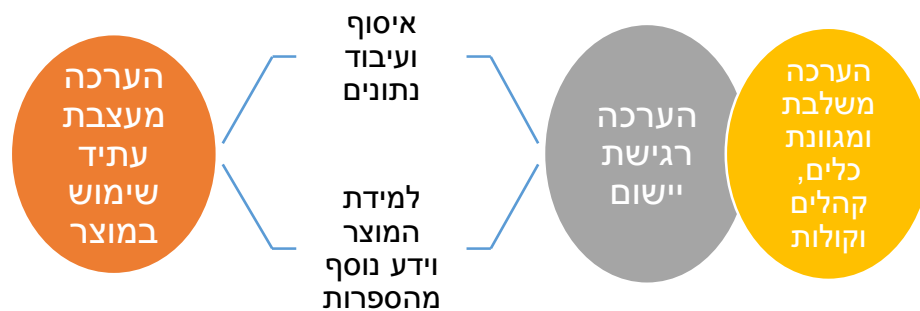 הערכה
משלבת
ומגוונת
כלים,
קהלים
וקולות
הערכה
רגישת
יישום
איסוף
ועיבוד
נתונים
למידת
המוצר
וידע נוסף
מהספרות
הערכה
מעצבת
עתיד
שימוש
במוצר